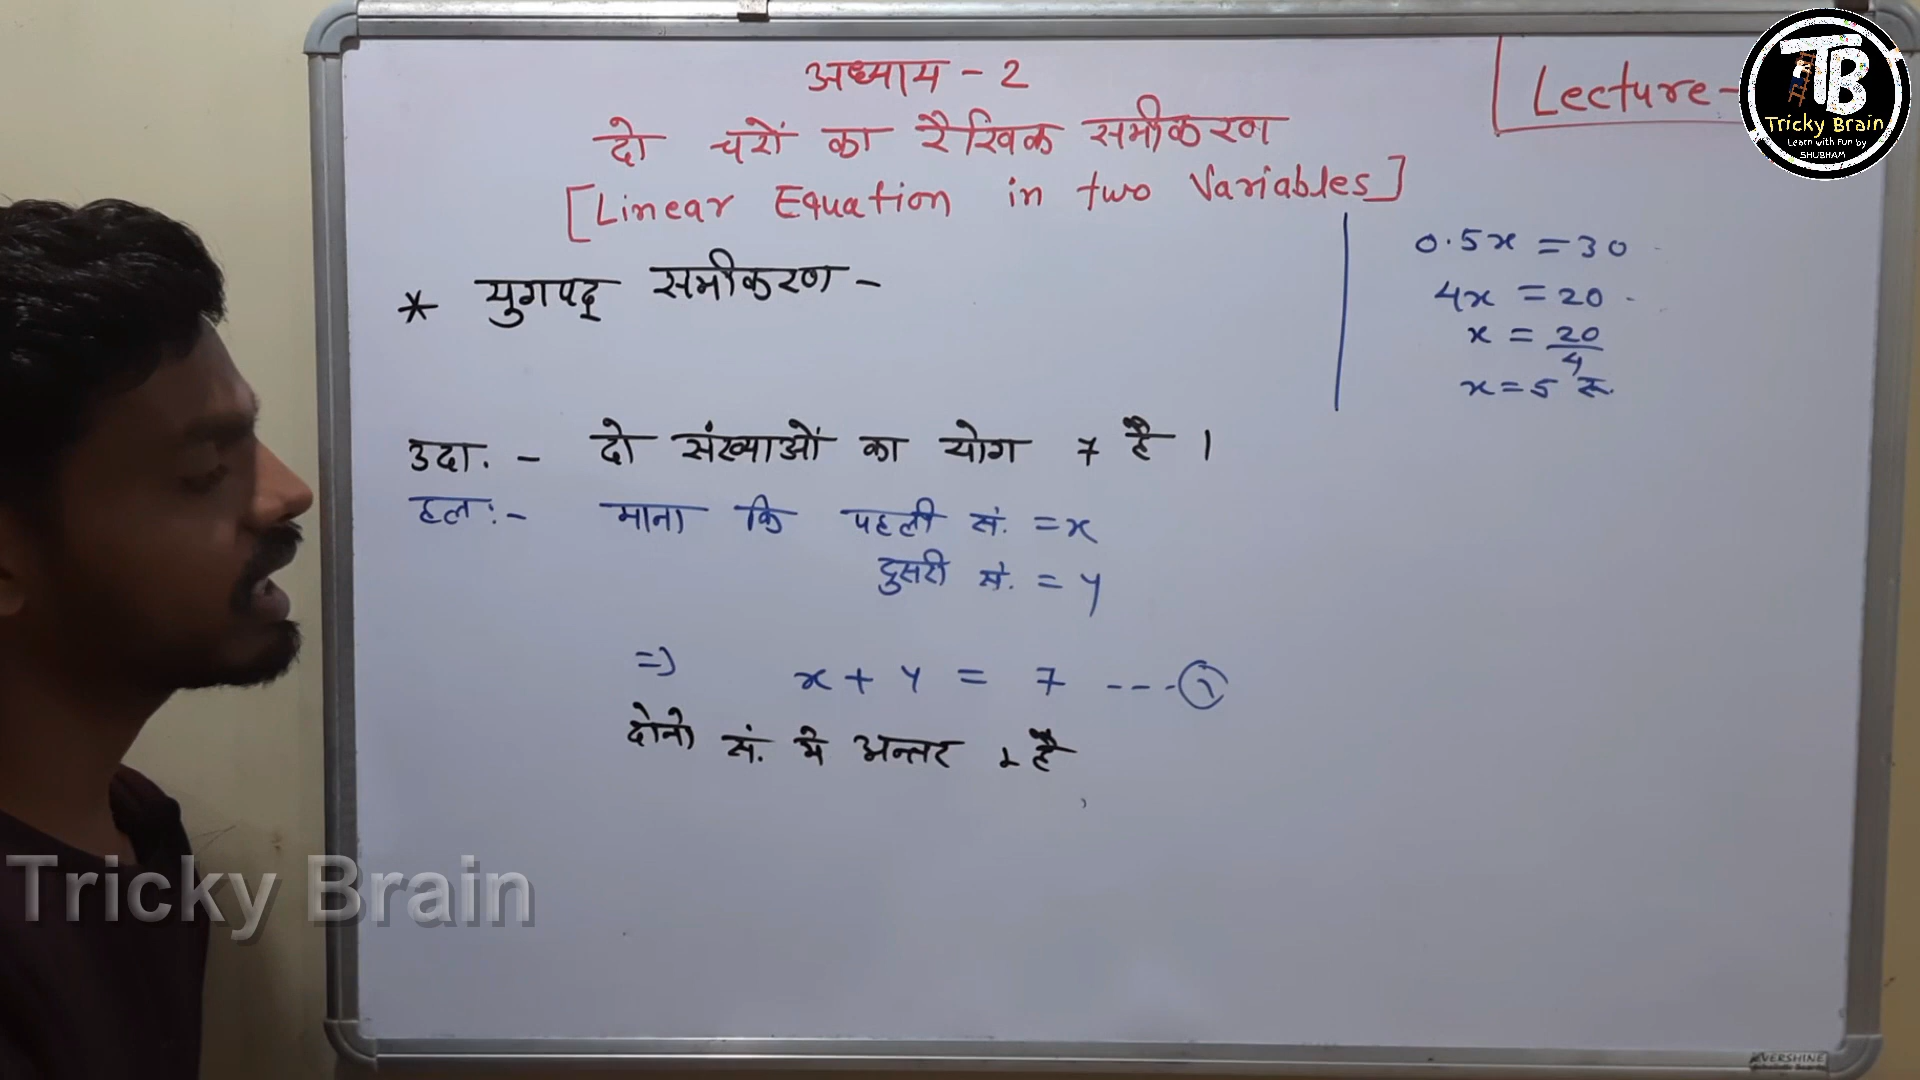 अध्याय - 2
दो चरों का रैखिक समीकरण
[Linear Equation in two Variables]
Lecture-
TB
Tricky Brain
Learn with Fun by
SHUBHAM
* युगपद् समीकरण -
0.5x = 30
4x = 20
x = 20/4
x = 5 रू.
उदा. - दो संख्याओं का योग 7 है ।
हल:- माना कि पहली सं. = x
दुसरी सं. = y
=> x + y = 7 ---
दोनो सं. मे अन्तर है
Tricky Brain
EVERSHINE